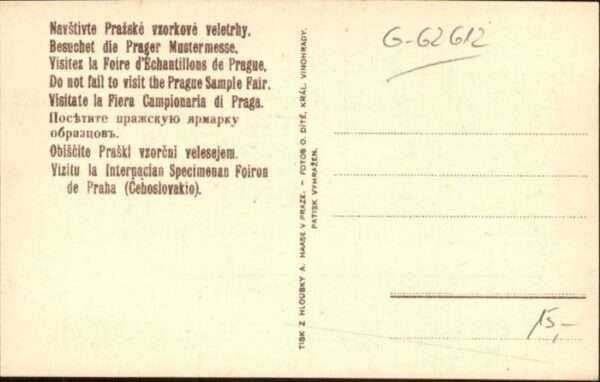 Navštivte Pražské vzorkové veletrhy.
Besuchet die Prager Mustermesse.
Visitez la Foire d'Échantillons de Prague.
Do not fail to visit the Prague Sample Fair.
Visitate la Fiera Campionaria di Praga.
Посѣтите пражскую ярмарку
образцовъ.
Obiščite Praški vzorčni velesejem.
Vizitu la Internacian Specimenan Foiron
de Praha (Ĉeĥoslovakio).
TISK Z HLOUBKY A. HAASE V PRAZE. – FOTOS O. DÍTĚ, KRÁL. VINOHRADY.
PATISK VYHRAŽEN.
G-62612
15,-